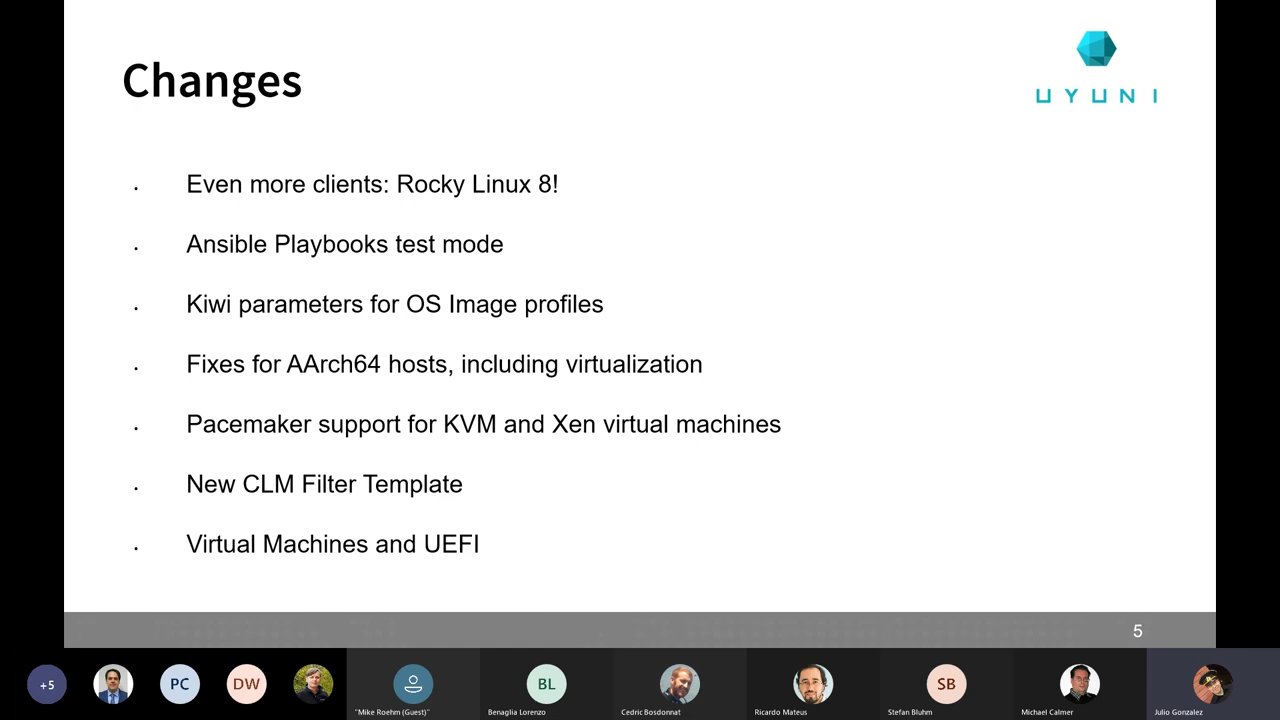 Changes
UYUNI
Even more clients: Rocky Linux 8!
Ansible Playbooks test mode
Kiwi parameters for OS Image profiles
Fixes for AArch64 hosts, including virtualization
Pacemaker support for KVM and Xen virtual machines
New CLM Filter Template
Virtual Machines and UEFI
5
+5
PC
DW
"Mike Roehm (Guest)"
BL
Benaglia Lorenzo
Cedric Bosdonnat
Ricardo Mateus
SB
Stefan Bluhm
Michael Calmer
Julio Gonzalez